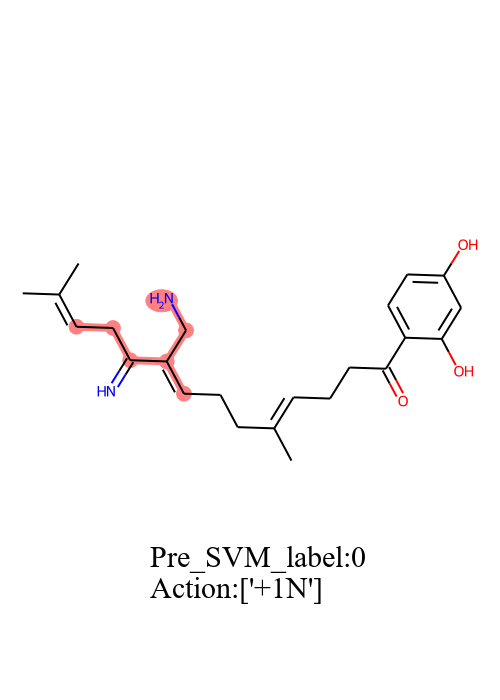 OH
H2N
HN
OH
O
Pre_SVM_label:0
Action:['+1N']